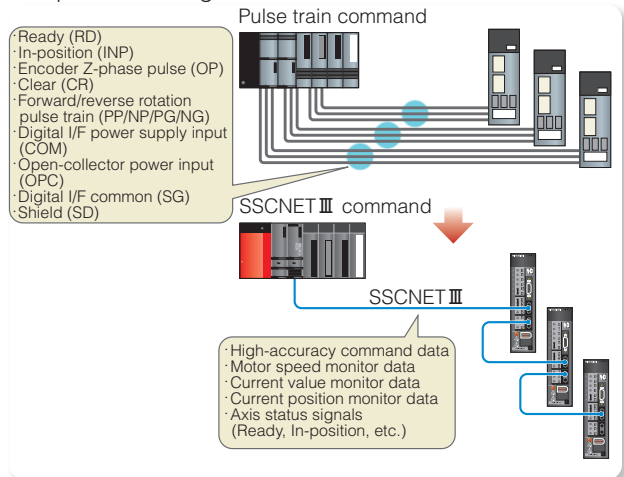 Pulse train command
·Ready (RD)
·In-position (INP)
·Encoder Z-phase pulse (OP)
·Clear (CR)
·Forward/reverse rotation
pulse train (PP/NP/PG/NG)
·Digital I/F power supply input
(COM)
·Open-collector power input
(OPC)
·Digital I/F common (SG)
·Shield (SD)
SSCNETⅢ command
SSCNETⅢ
·High-accuracy command data
·Motor speed monitor data
·Current value monitor data
·Current position monitor data
·Axis status signals
(Ready, In-position, etc.)